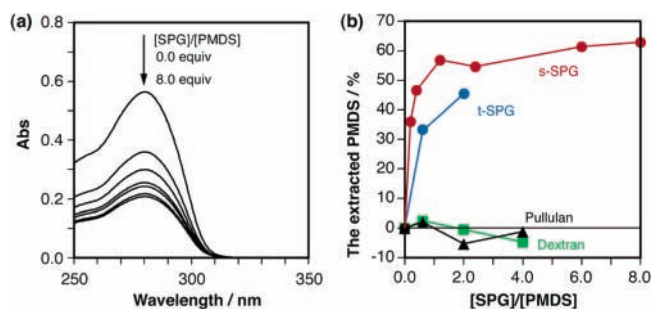 (a)
0.8
0.6
0.4
0.2
0.0
Abs
[SPG]/[PMDS]
0.0 equiv
8.0 equiv
250
300
350
Wavelength / nm
(b)
70
60
50
40
30
20
10
0
-10
The extracted PMDS / %
s-SPG
t-SPG
Pullulan
Dextran
0.0
2.0
4.0
6.0
8.0
[SPG]/[PMDS]